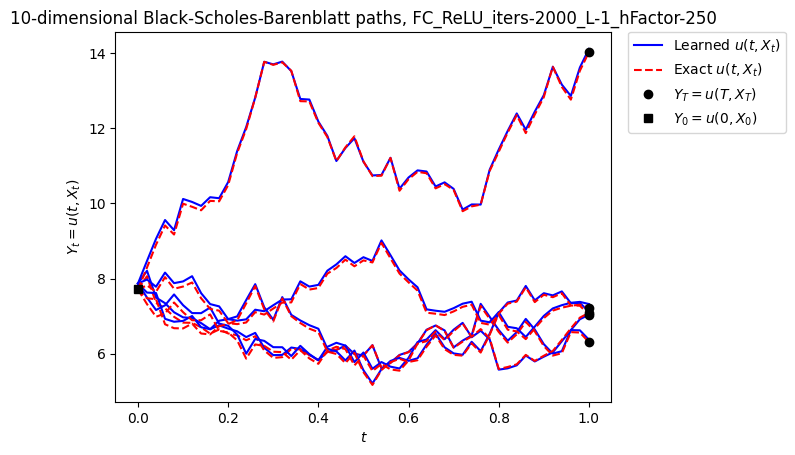 10-dimensional Black-Scholes-Barenblatt paths, FC_ReLU_iters-2000_L-1_hFactor-250
Learned u(t, X_t)
Exact u(t, X_t)
Y_T = u(T, X_T)
Y_0 = u(0, X_0)
Y_t = u(t, X_t)
14
12
10
8
6
0.0 0.2 0.4 0.6 0.8 1.0
t